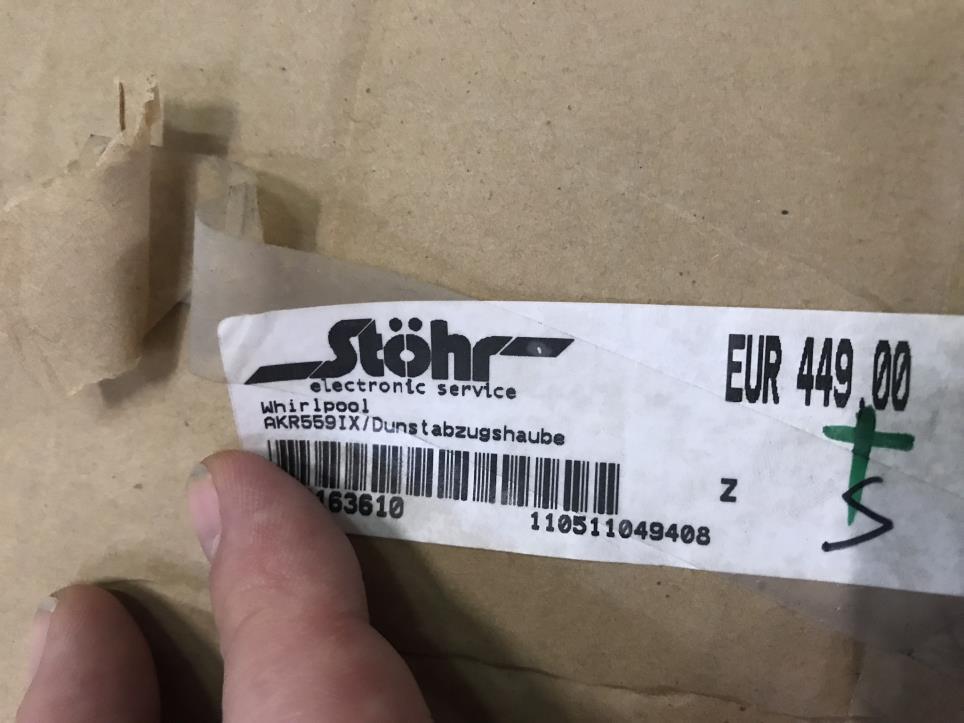 Stöhr
electronic service
EUR 449.00
Whirlpool
AKR559IX/Dunstabzugshaube
163610
Z
110511049408
S